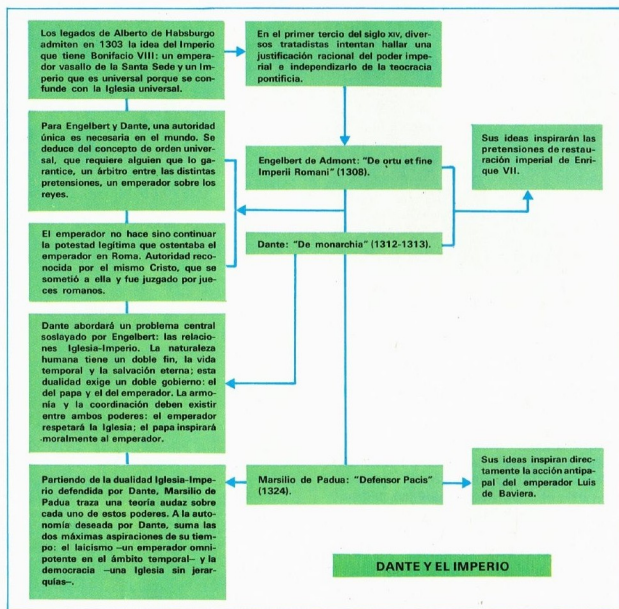 Los legados de Alberto de Habsburgo
admiten en 1303 la idea del Imperio
que tiene Bonifacio VIII: un empera-
dor vasallo de la Santa Sede y un Im-
perio que es universal porque se con-
funde con la Iglesia universal.
En el primer tercio del siglo XIV, diver-
sos tratadistas intentan hallar una
justificación racional del poder impe-
rial e independizarlo de la teocracia
pontificia.
Para Engelbert y Dante, una autoridad
única es necesaria en el mundo. Se
deduce del concepto de orden univer-
sal, que requiere alguien que lo ga-
rantice, un árbitro entre las distintas
pretensiones, un emperador sobre los
reyes.
Engelbert de Admont: "De ortu et fine
Imperii Romani" (1308).
Sus ideas inspirarán las
pretensiones de restau-
ración imperial de Enri-
que VII.
El emperador no hace sino continuar
la potestad legítima que ostentaba el
emperador en Roma. Autoridad reco-
nocida por el mismo Cristo, que se
sometió a ella y fue juzgado por jue-
ces romanos.
Dante: "De monarchia" (1312-1313).
Dante abordará un problema central
soslayado por Engelbert: las relacio-
nes Iglesia-Imperio. La naturaleza
humana tiene un doble fin, la vida
temporal y la salvación eterna; esta
dualidad exige un doble gobierno: el
del papa y el del emperador. La armo-
nía y la coordinación deben existir
entre ambos poderes: el emperador
respetará la Iglesia; el papa inspirará
moralmente al emperador.
Partiendo de la dualidad Iglesia-Impe-
rio defendida por Dante, Marsilio de
Padua traza una teoría audaz sobre
cada uno de estos poderes. A la auto-
nomía deseada por Dante, suma las
dos máximas aspiraciones de su tiem-
po: el laicismo —un emperador omni-
potente en el ámbito temporal— y la
democracia —una Iglesia sin jerar-
quías—.
Marsilio de Padua: "Defensor Pacis"
(1324).
Sus ideas inspiran direc-
tamente la acción antipa-
pal del emperador Luis
de Baviera.
DANTE Y EL IMPERIO